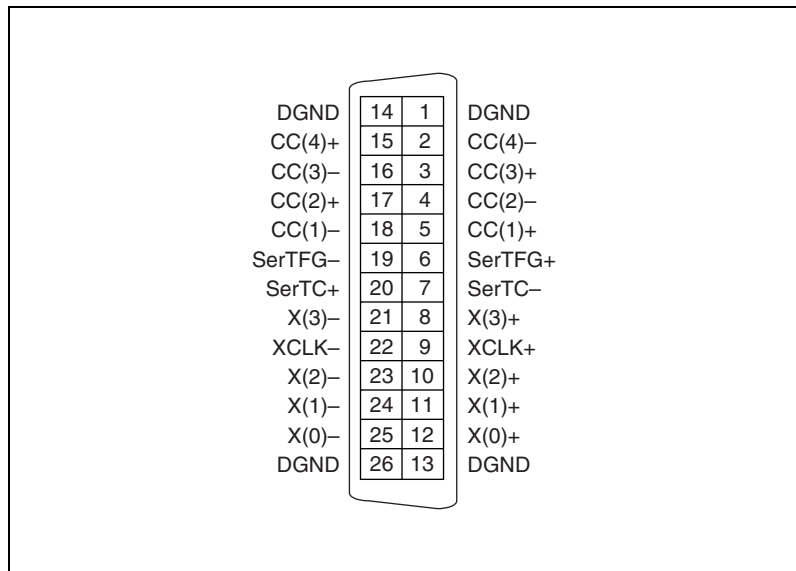 DGND 14 1 DGND
CC(4)+ 15 2 CC(4)–
CC(3)– 16 3 CC(3)+
CC(2)+ 17 4 CC(2)–
CC(1)– 18 5 CC(1)+
SerTFG– 19 6 SerTFG+
SerTC+ 20 7 SerTC–
X(3)– 21 8 X(3)+
XCLK– 22 9 XCLK+
X(2)– 23 10 X(2)+
X(1)– 24 11 X(1)+
X(0)– 25 12 X(0)+
DGND 26 13 DGND